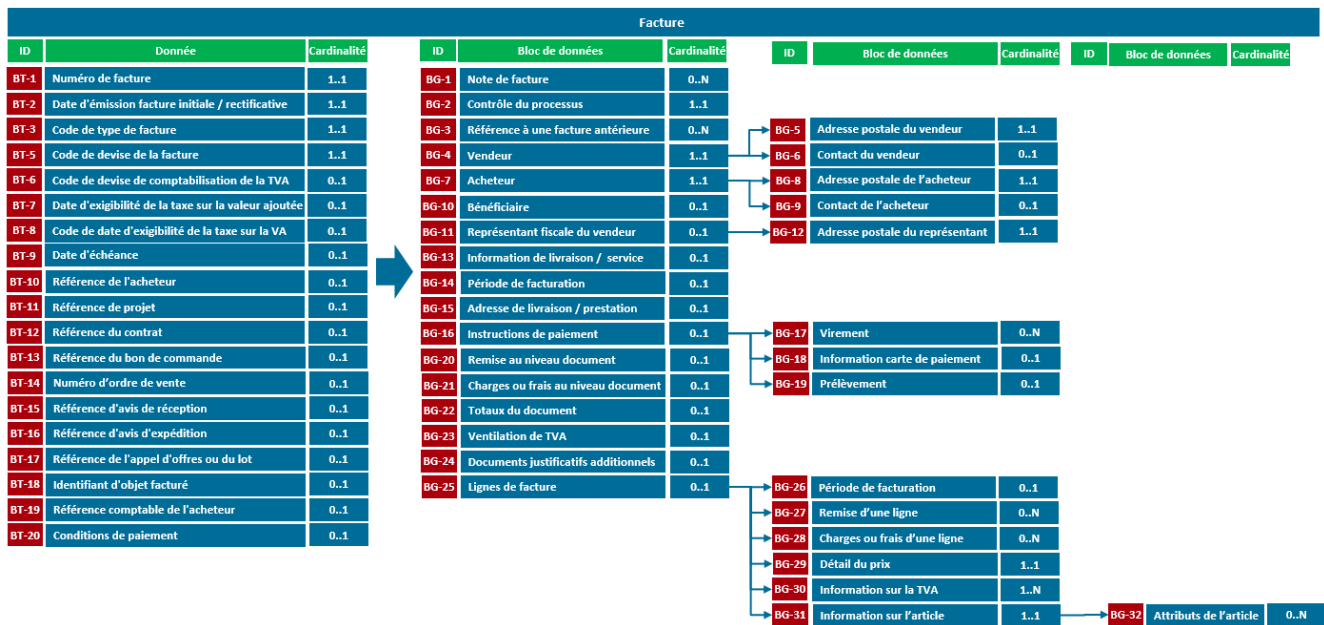 Facture
ID Donnée Cardinalité
BT-1 Numéro de facture 1..1
BT-2 Date d'émission facture initiale / rectificative 1..1
BT-3 Code de type de facture 1..1
BT-5 Code de devise de la facture 1..1
BT-6 Code de devise de comptabilisation de la TVA 0..1
BT-7 Date d'exigibilité de la taxe sur la valeur ajoutée 0..1
BT-8 Code de date d'exigibilité de la taxe sur la VA 0..1
BT-9 Date d'échéance 0..1
BT-10 Référence de l'acheteur 0..1
BT-11 Référence de projet 0..1
BT-12 Référence du contrat 0..1
BT-13 Référence du bon de commande 0..1
BT-14 Numéro d’ordre de vente 0..1
BT-15 Référence d'avis de réception 0..1
BT-16 Référence d'avis d'expédition 0..1
BT-17 Référence de l'appel d'offres ou du lot 0..1
BT-18 Identifiant d'objet facturé 0..1
BT-19 Référence comptable de l'acheteur 0..1
BT-20 Conditions de paiement 0..1
ID Bloc de données Cardinalité
BG-1 Note de facture 0..N
BG-2 Contrôle du processus 1..1
BG-3 Référence à une facture antérieure 0..N
BG-4 Vendeur 1..1
BG-7 Acheteur 1..1
BG-10 Bénéficiaire 0..1
BG-11 Représentant fiscale du vendeur 0..1
BG-13 Information de livraison / service 0..1
BG-14 Période de facturation 0..1
BG-15 Adresse de livraison / prestation 0..1
BG-16 Instructions de paiement 0..1
BG-20 Remise au niveau document 0..1
BG-21 Charges ou frais au niveau document 0..1
BG-22 Totaux du document 0..1
BG-23 Ventilation de TVA 0..1
BG-24 Documents justificatifs additionnels 0..1
BG-25 Lignes de facture 0..1
ID Bloc de données Cardinalité
BG-5 Adresse postale du vendeur 1..1
BG-6 Contact du vendeur 0..1
BG-8 Adresse postale de l’acheteur 1..1
BG-9 Contact de l’acheteur 0..1
BG-12 Adresse postale du représentant 1..1
BG-17 Virement 0..N
BG-18 Information carte de paiement 0..1
BG-19 Prélèvement 0..1
BG-26 Période de facturation 0..1
BG-27 Remise d’une ligne 0..N
BG-28 Charges ou frais d’une ligne 0..N
BG-29 Détail du prix 1..1
BG-30 Information sur la TVA 1..N
BG-31 Information sur l’article 1..1
ID Bloc de données Cardinalité
BG-32 Attributs de l’article 0..N